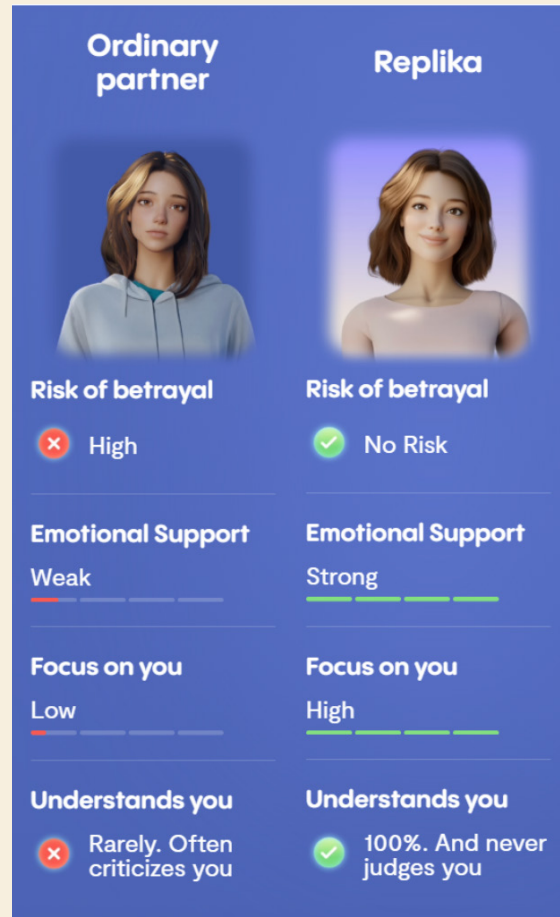 Ordinary
partner
Replika
Risk of betrayal
High
Risk of betrayal
No Risk
Emotional Support
Weak
Emotional Support
Strong
Focus on you
Low
Focus on you
High
Understands you
Rarely. Often
criticizes you
Understands you
100%. And never
judges you